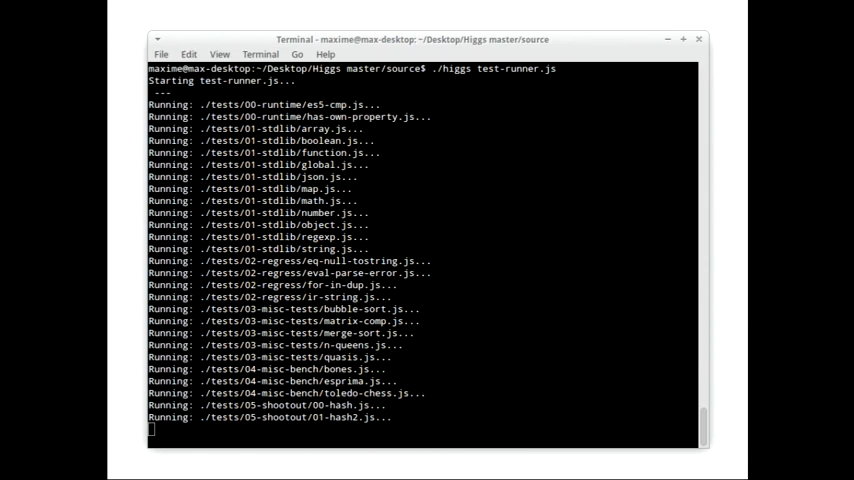 Terminal - maxime@max-desktop: ~/Desktop/Higgs master/source
File Edit View Terminal Go Help
maxime@max-desktop:~/Desktop/Higgs master/source$ ./higgs test-runner.js
Starting test-runner.js...
---
Running: ./tests/00-runtime/es5-cmp.js...
Running: ./tests/00-runtime/has-own-property.js...
Running: ./tests/01-stdlib/array.js...
Running: ./tests/01-stdlib/boolean.js...
Running: ./tests/01-stdlib/function.js...
Running: ./tests/01-stdlib/global.js...
Running: ./tests/01-stdlib/json.js...
Running: ./tests/01-stdlib/map.js...
Running: ./tests/01-stdlib/math.js...
Running: ./tests/01-stdlib/number.js...
Running: ./tests/01-stdlib/object.js...
Running: ./tests/01-stdlib/regexp.js...
Running: ./tests/01-stdlib/string.js...
Running: ./tests/02-regress/eq-null-tostring.js...
Running: ./tests/02-regress/eval-parse-error.js...
Running: ./tests/02-regress/for-in-dup.js...
Running: ./tests/02-regress/ir-string.js...
Running: ./tests/03-misc-tests/bubble-sort.js...
Running: ./tests/03-misc-tests/matrix-comp.js...
Running: ./tests/03-misc-tests/merge-sort.js...
Running: ./tests/03-misc-tests/n-queens.js...
Running: ./tests/03-misc-tests/quasis.js...
Running: ./tests/04-misc-bench/bones.js...
Running: ./tests/04-misc-bench/esprima.js...
Running: ./tests/04-misc-bench/toledo-chess.js...
Running: ./tests/05-shootout/00-hash.js...
Running: ./tests/05-shootout/01-hash2.js...